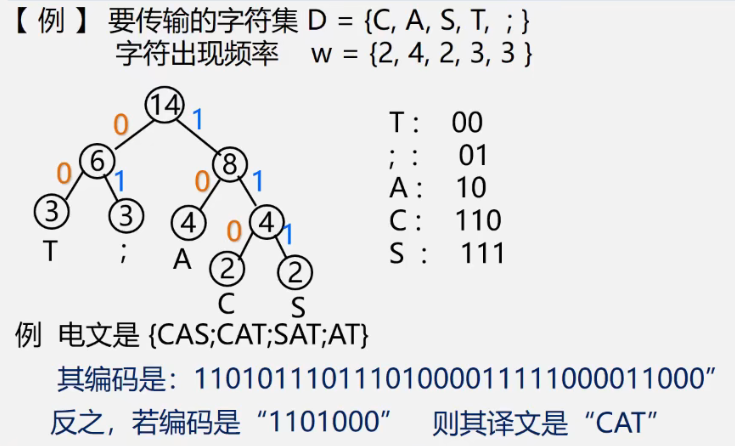 【 例 】 要传输的字符集 D = {C, A, S, T, ; }
字符出现频率 w = {2, 4, 2, 3, 3 }
14
0 1
6 8
0 1 0 1
3 3 4 4
T ; A 0 1
2 2
C S
T : 00
; : 01
A : 10
C : 110
S : 111
例 电文是 {CAS;CAT;SAT;AT}
其编码是：11010111011101000011111000011000”
反之，若编码是“1101000” 则其译文是“CAT”